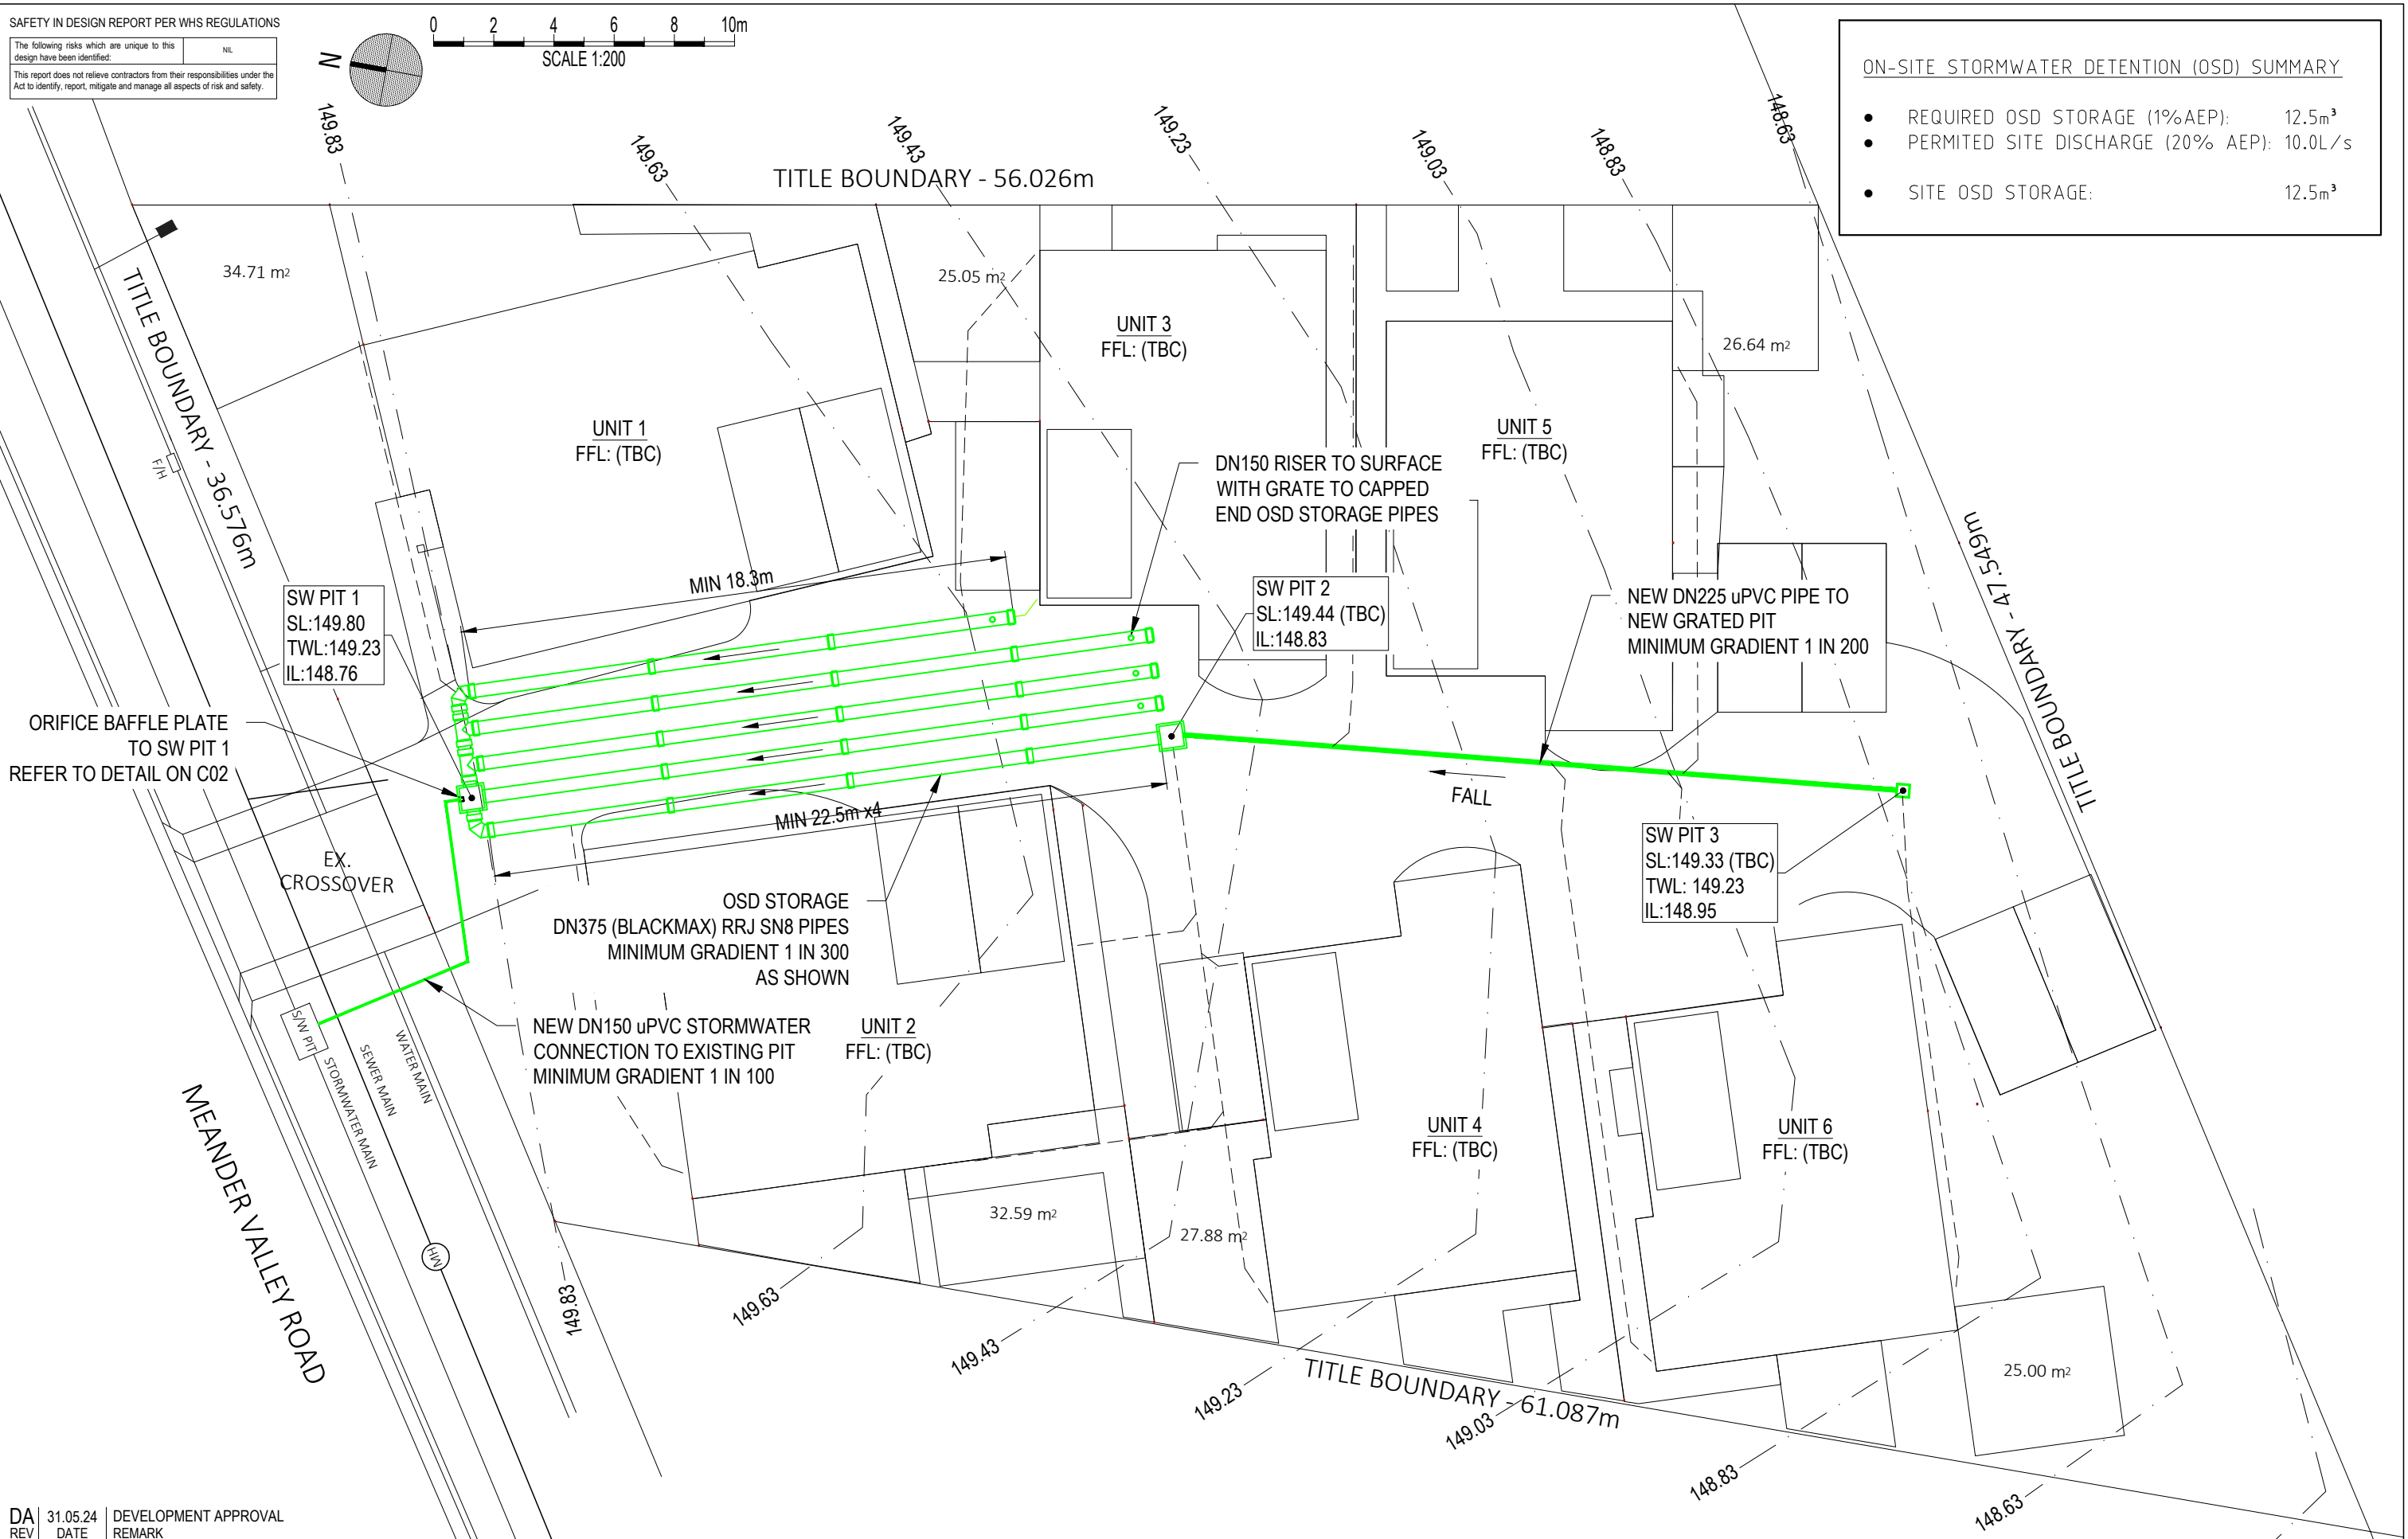 SAFETY IN DESIGN REPORT PER WHS REGULATIONS
The following risks which are unique to this
design have been identified:
NIL
This report does not relieve contractors from their responsibilities under the
Act to identify, report, mitigate and manage all aspects of risk and safety.
N
0 2 4 6 8 10m
SCALE 1:200
ON-SITE STORMWATER DETENTION (OSD) SUMMARY
● REQUIRED OSD STORAGE (1%AEP): 12.5m³
● PERMITED SITE DISCHARGE (20% AEP): 10.0L/s
● SITE OSD STORAGE: 12.5m³
149.83
149.63
149.43
149.23
149.03
148.83
148.63
TITLE BOUNDARY - 56.026m
34.71 m²
25.05 m²
26.64 m²
TITLE BOUNDARY - 36.576m
F/H
UNIT 1
FFL: (TBC)
UNIT 3
FFL: (TBC)
UNIT 5
FFL: (TBC)
DN150 RISER TO SURFACE
WITH GRATE TO CAPPED
END OSD STORAGE PIPES
MIN 18.3m
SW PIT 1
SL:149.80
TWL:149.23
IL:148.76
SW PIT 2
SL:149.44 (TBC)
IL:148.83
NEW DN225 uPVC PIPE TO
NEW GRATED PIT
MINIMUM GRADIENT 1 IN 200
TITLE BOUNDARY - 47.549m
ORIFICE BAFFLE PLATE
TO SW PIT 1
REFER TO DETAIL ON C02
FALL
MIN 22.5m x4
SW PIT 3
SL:149.33 (TBC)
TWL: 149.23
IL:148.95
EX.
CROSSOVER
OSD STORAGE
DN375 (BLACKMAX) RRJ SN8 PIPES
MINIMUM GRADIENT 1 IN 300
AS SHOWN
NEW DN150 uPVC STORMWATER
CONNECTION TO EXISTING PIT
MINIMUM GRADIENT 1 IN 100
S/W PIT
STORMWATER MAIN
SEWER MAIN
WATER MAIN
UNIT 2
FFL: (TBC)
UNIT 4
FFL: (TBC)
UNIT 6
FFL: (TBC)
MEANDER VALLEY ROAD
MH
32.59 m²
27.88 m²
25.00 m²
149.83
149.63
149.43
149.23
149.03
148.83
148.63
TITLE BOUNDARY - 61.087m
DA 31.05.24 DEVELOPMENT APPROVAL
REV DATE REMARK